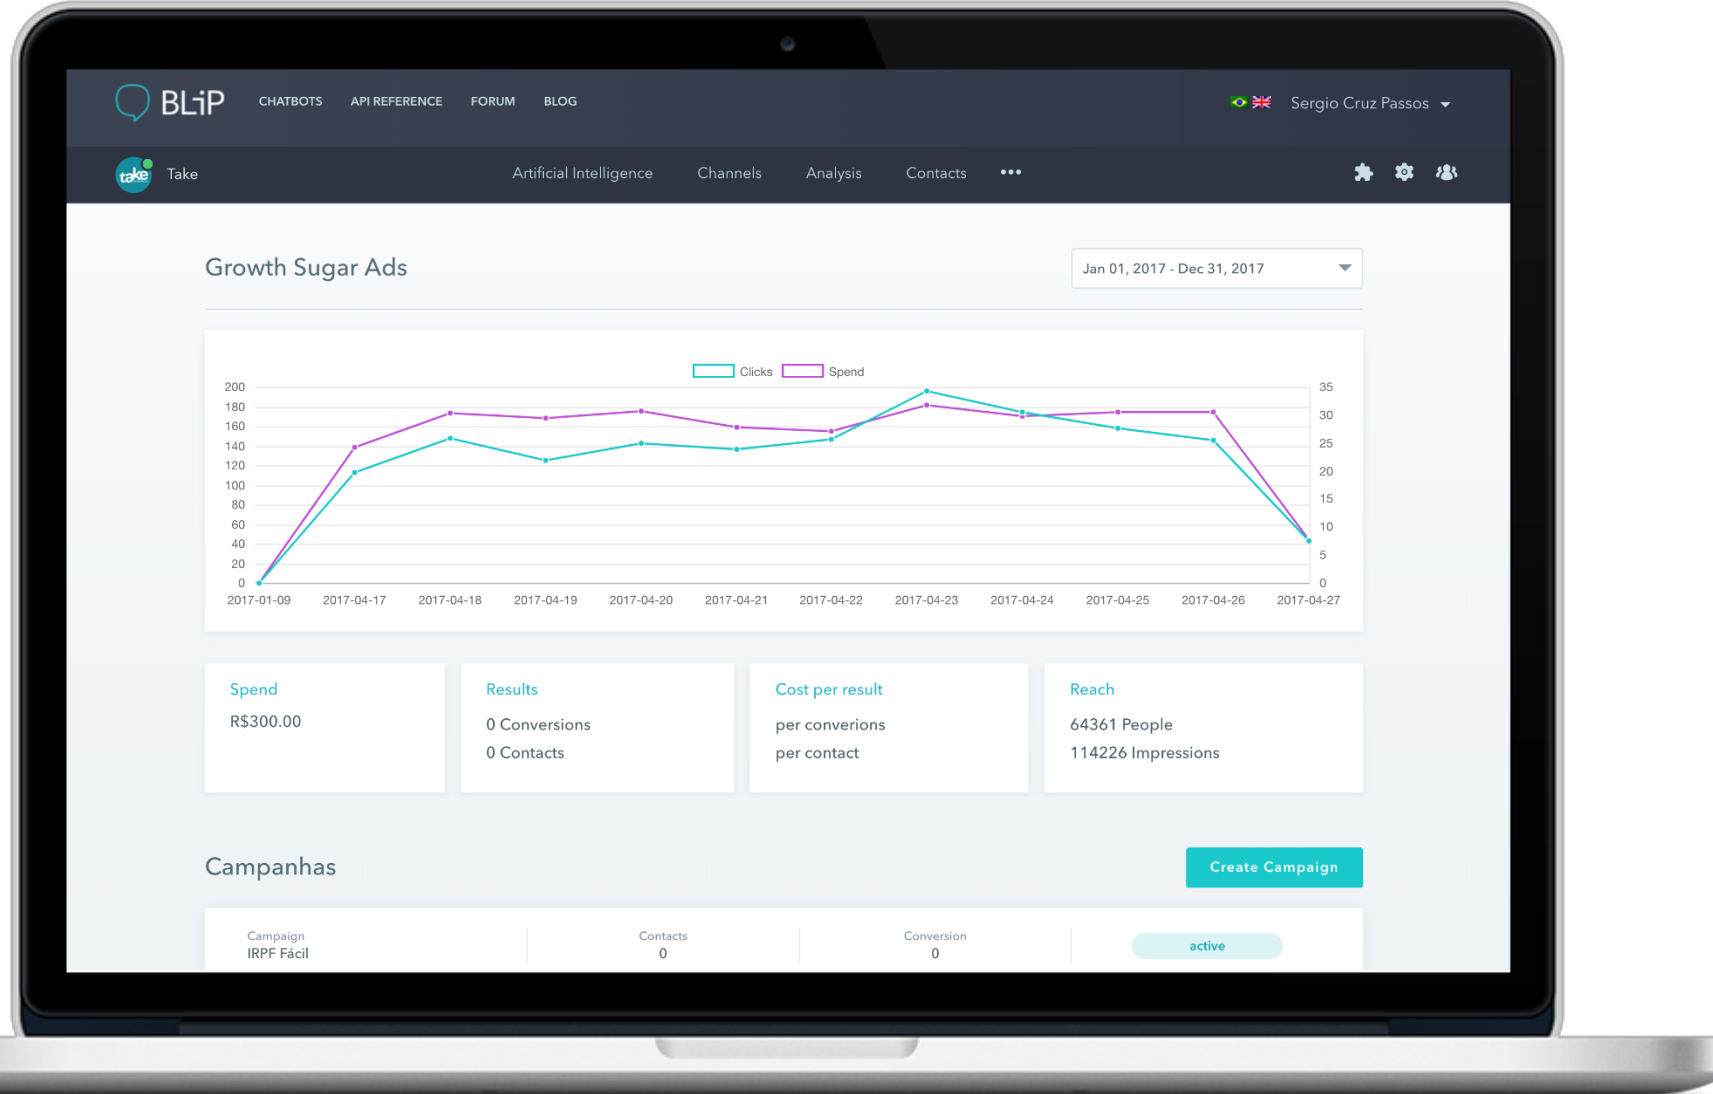 BLiP CHATBOTS API REFERENCE FORUM BLOG Sergio Cruz Passos
take Take Artificial Intelligence Channels Analysis Contacts •••
Growth Sugar Ads Jan 01, 2017 - Dec 31, 2017
Clicks Spend
200 35
180 30
160
140 25
120 20
100
80 15
60 10
40
20 5
0 0
2017-01-09 2017-04-17 2017-04-18 2017-04-19 2017-04-20 2017-04-21 2017-04-22 2017-04-23 2017-04-24 2017-04-25 2017-04-26 2017-04-27
Spend
R$300.00
Results
0 Conversions
0 Contacts
Cost per result
per converions
per contact
Reach
64361 People
114226 Impressions
Campanhas Create Campaign
Campaign Contacts Conversion active
IRPF Fácil 0 0